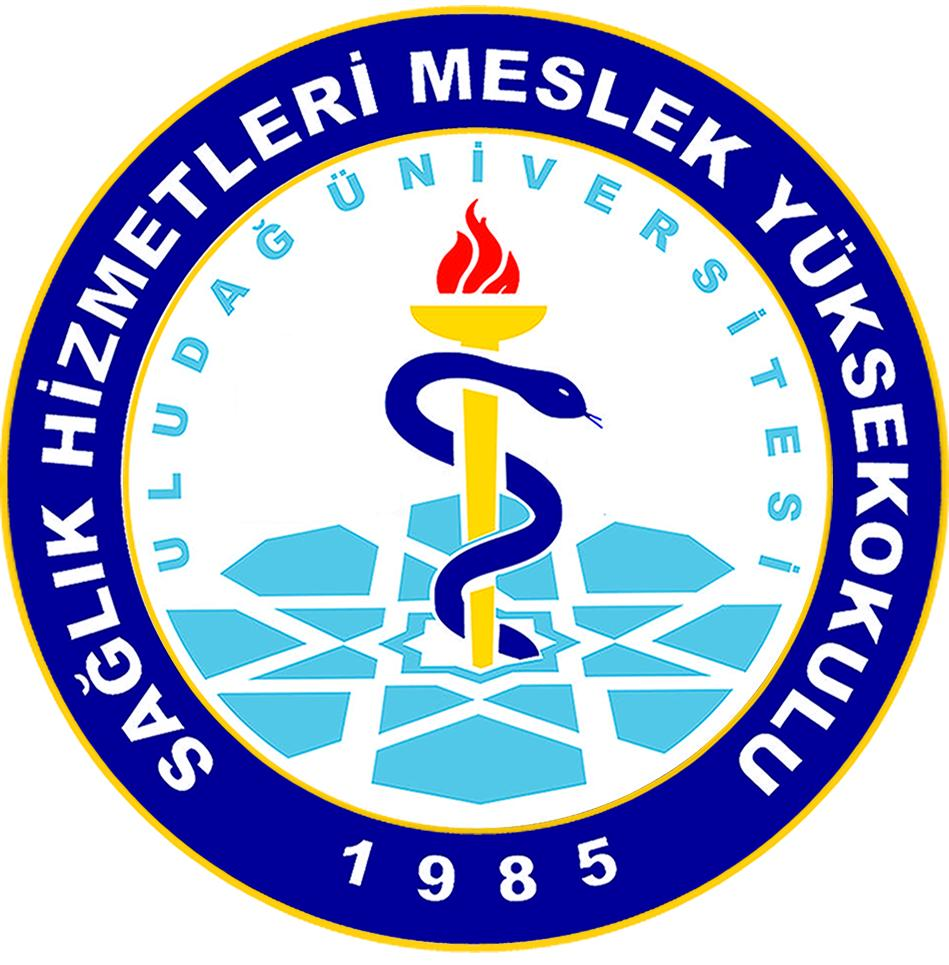 SAĞLIK HİZMETLERİ MESLEK YÜKSEKOKULU
ULUDAĞ ÜNİVERSİTESİ
1985